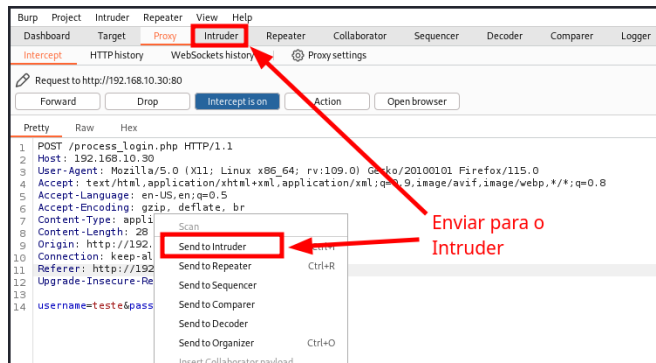 Burp Project Intruder Repeater View Help
Dashboard Target Proxy Intruder Repeater Collaborator Sequencer Decoder Comparer Logger
Intercept HTTP history WebSockets history Proxy settings
Request to http://192.168.10.30:80
Forward Drop Intercept is on Action Open browser
Pretty Raw Hex
1 POST /process_login.php HTTP/1.1
2 Host: 192.168.10.30
3 User-Agent: Mozilla/5.0 (X11; Linux x86_64; rv:109.0) Gecko/20100101 Firefox/115.0
4 Accept: text/html,application/xhtml+xml,application/xml;q=0.9,image/avif,image/webp,*/*;q=0.8
5 Accept-Language: en-US,en;q=0.5
6 Accept-Encoding: gzip, deflate, br
7 Content-Type: appli
8 Content-Length: 28
9 Origin: http://192.
10 Connection: keep-al
11 Referer: http://192
12 Upgrade-Insecure-Re
13
14 username=teste&pass
Scan
Send to Intruder
Send to Repeater Ctrl+R
Send to Sequencer
Send to Comparer
Send to Decoder
Send to Organizer Ctrl+O
Insert Collaborator payload
Enviar para o
Intruder